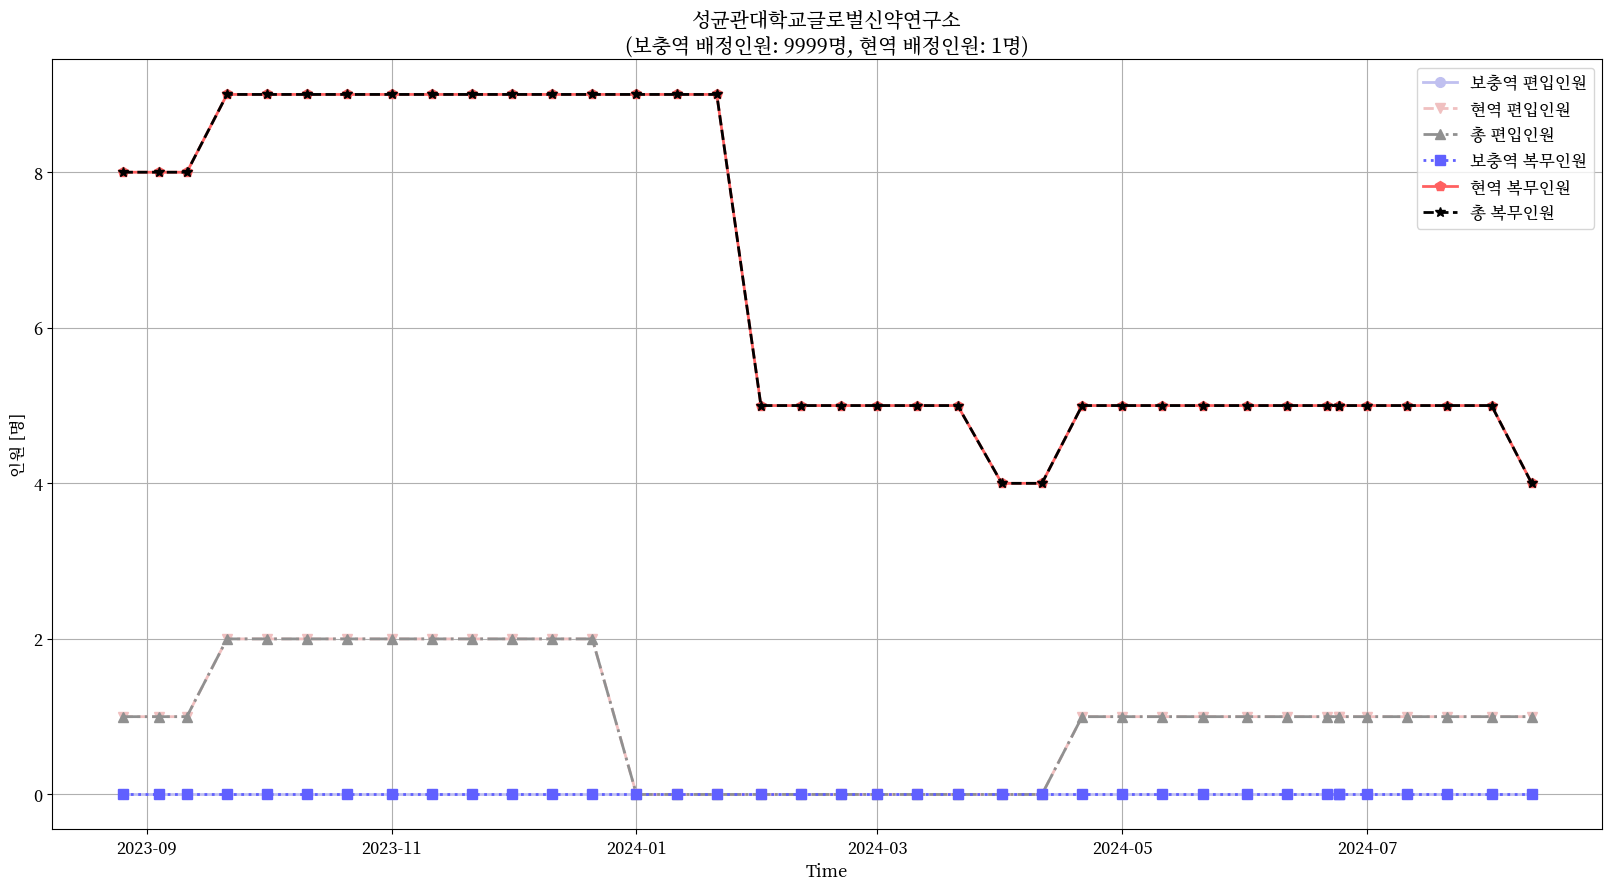 성균관대학교글로벌신약연구소
(보충역 배정인원: 9999명, 현역 배정인원: 1명)
보충역 편입인원
현역 편입인원
총 편입인원
보충역 복무인원
현역 복무인원
총 복무인원
8
6
4
2
0
인원 [명]
2023-09 2023-11 2024-01 2024-03 2024-05 2024-07
Time